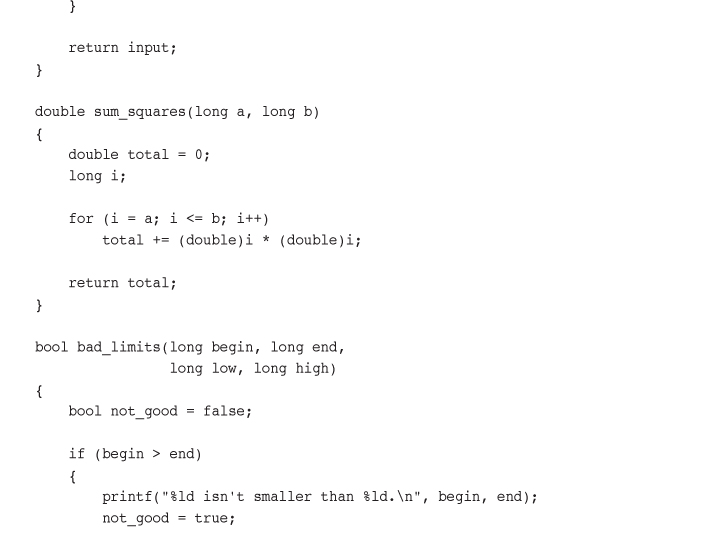 }

    return input;
}

double sum_squares(long a, long b)
{
    double total = 0;
    long i;

    for (i = a; i <= b; i++)
        total += (double)i * (double)i;

    return total;
}

bool bad_limits(long begin, long end,
                long low, long high)
{
    bool not_good = false;

    if (begin > end)
    {
        printf("%ld isn't smaller than %ld.\n", begin, end);
        not_good = true;